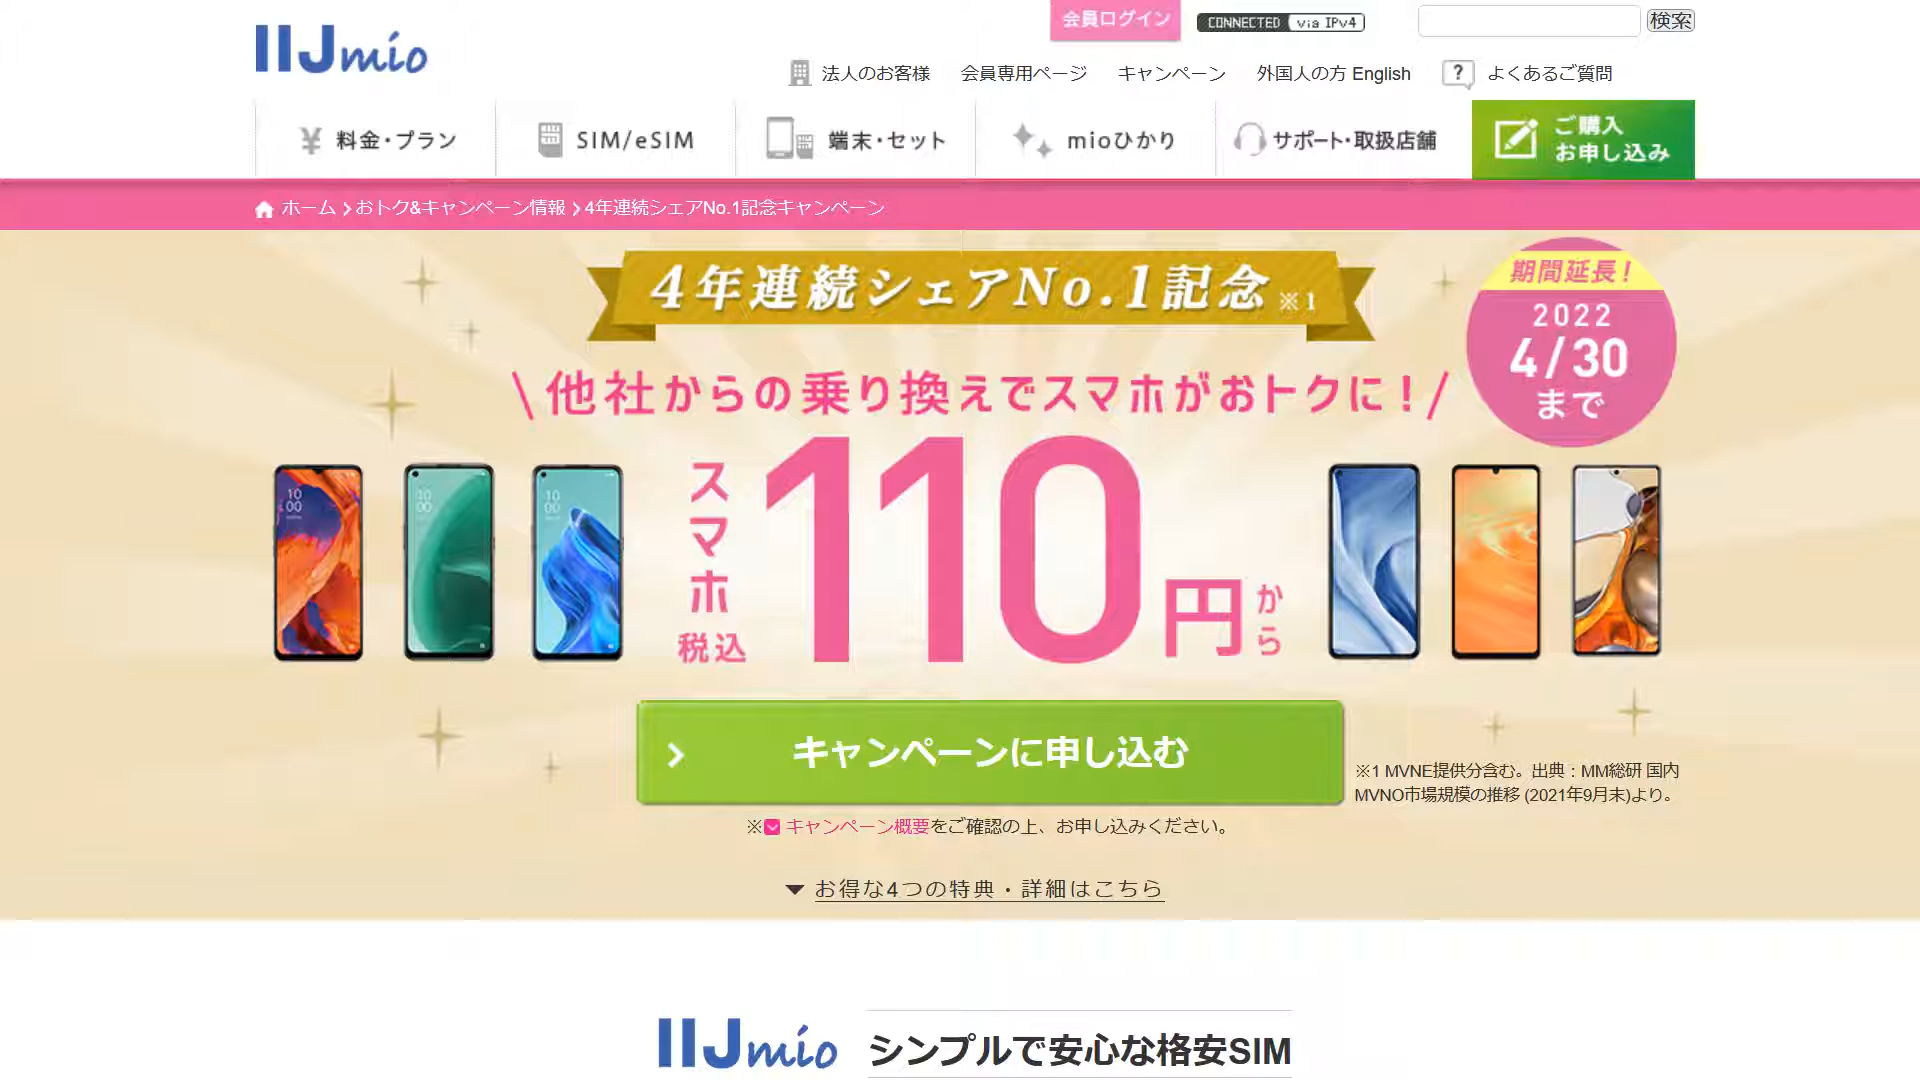 IIJmio
会員ログイン
CONNECTED via IPv4
検索
法人のお客様
会員専用ページ
キャンペーン
外国人の方 English
?
よくあるご質問
¥ 料金・プラン
SIM/eSIM
端末・セット
mioひかり
サポート・取扱店舗
ご購入
お申し込み
ホーム
おトク&キャンペーン情報
4年連続シェアNo.1記念キャンペーン
4年連続シェアNo.1記念※1
期間延長!
2022
4/30
まで
\他社からの乗り換えでスマホがおトクに!/
スマホ
税込
110円から
10
00
10
00
10
00
キャンペーンに申し込む
※1 MVNE提供分含む。出典:MM総研 国内
MVNO市場規模の推移 (2021年9月末)より。
※キャンペーン概要をご確認の上、お申し込みください。
お得な4つの特典・詳細はこちら
IIJmio
シンプルで安心な格安SIM